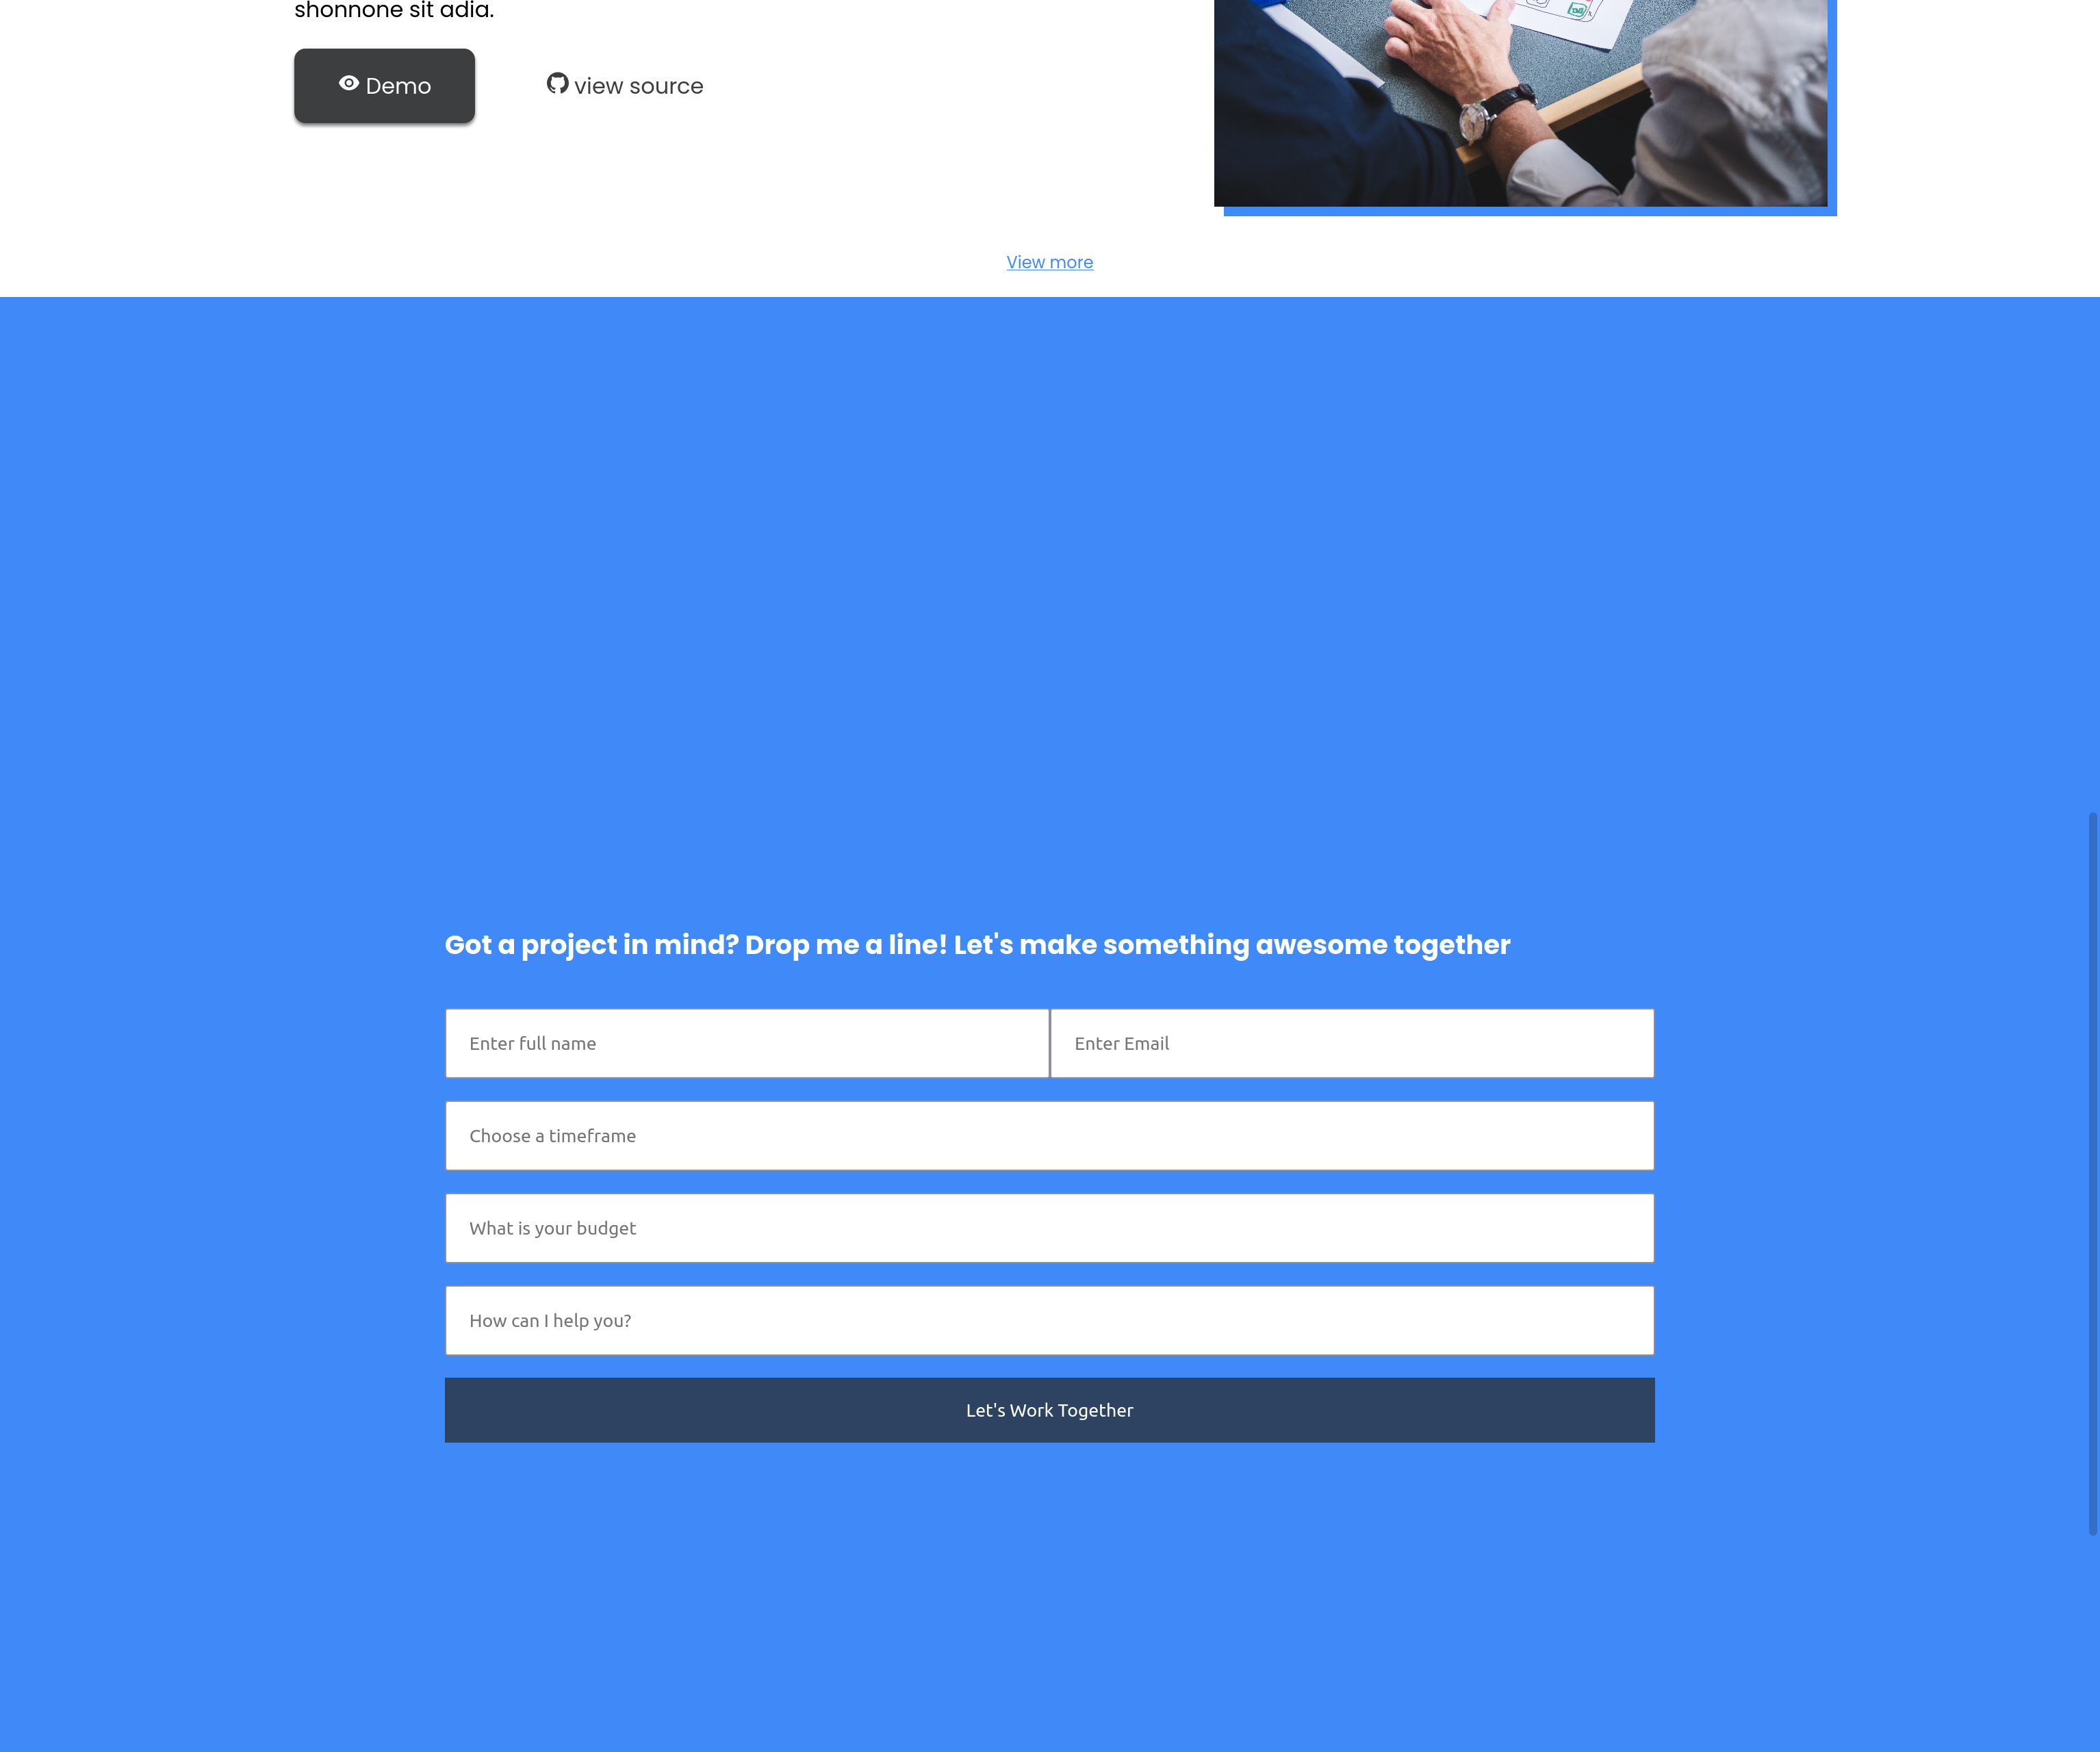 shonnone sit adia.
Demo
view source
View more
Got a project in mind? Drop me a line! Let's make something awesome together
Enter full name
Enter Email
Choose a timeframe
What is your budget
How can I help you?
Let's Work Together